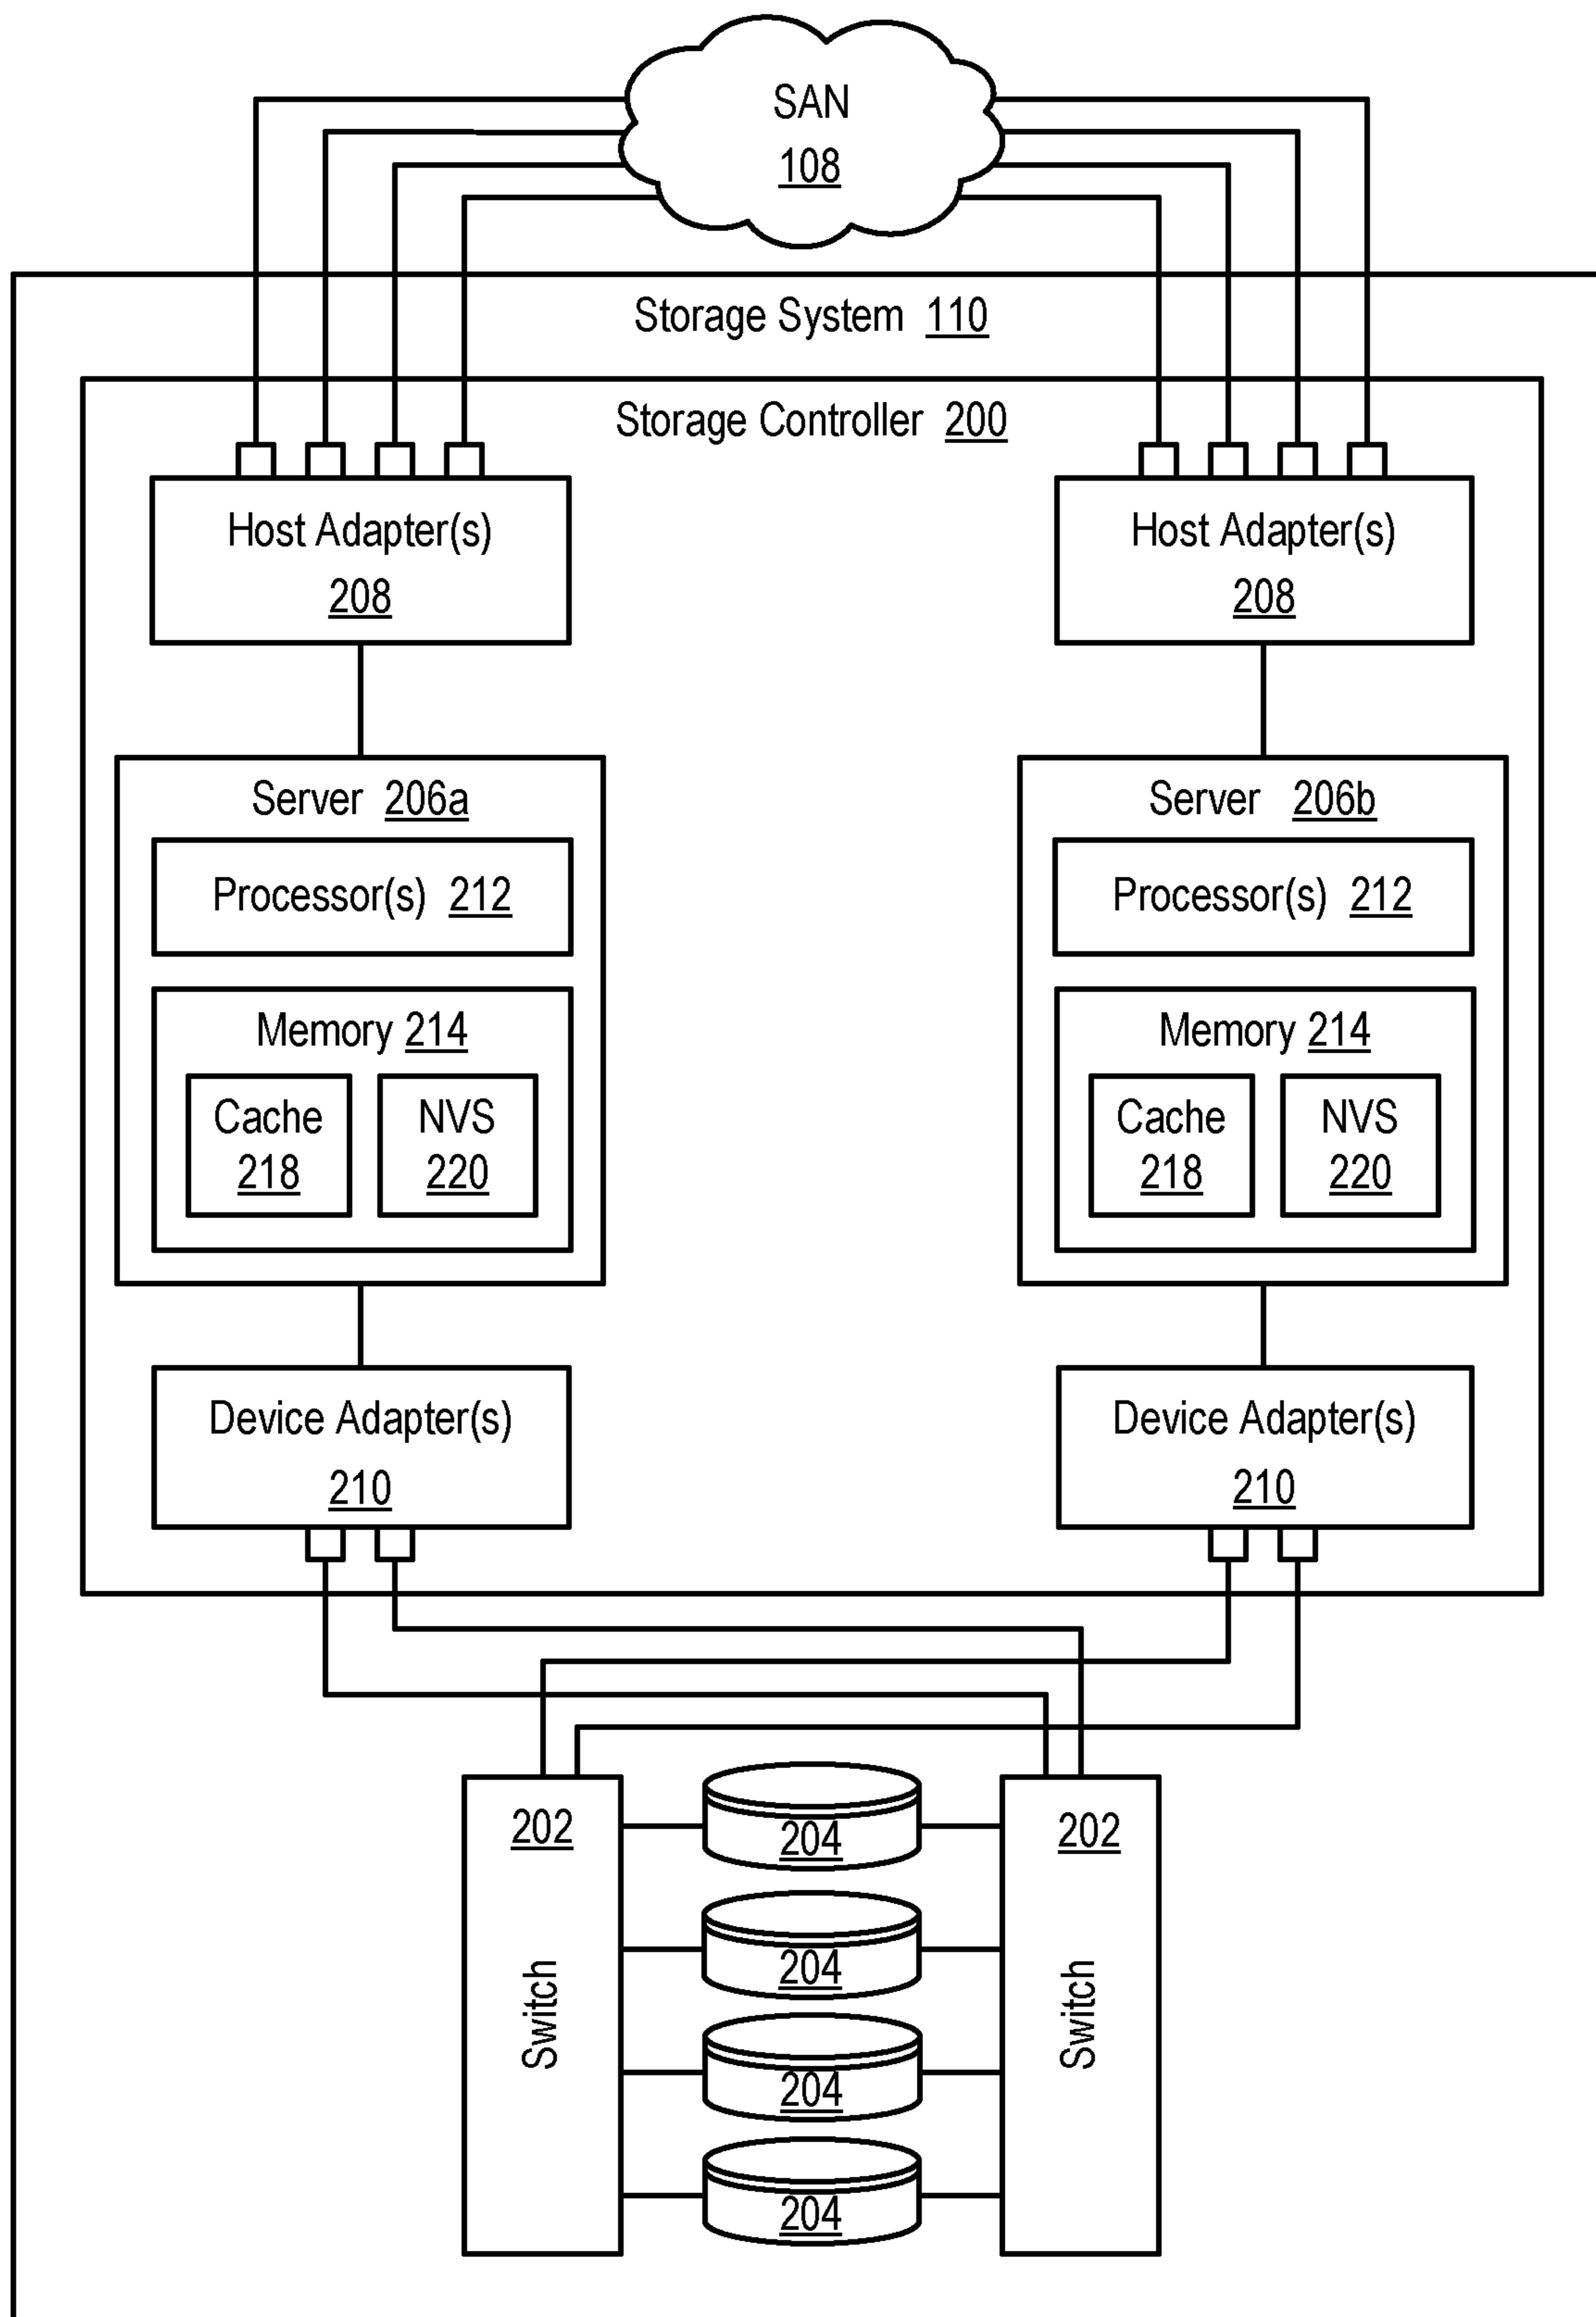 SAN
108
Storage System 110
Storage Controller 200
Host Adapter(s)
208
Host Adapter(s)
208
Server 206a
Processor(s) 212
Memory 214
Cache
218
NVS
220
Server 206b
Processor(s) 212
Memory 214
Cache
218
NVS
220
Device Adapter(s)
210
Device Adapter(s)
210
202
Switch
204
204
204
204
202
Switch